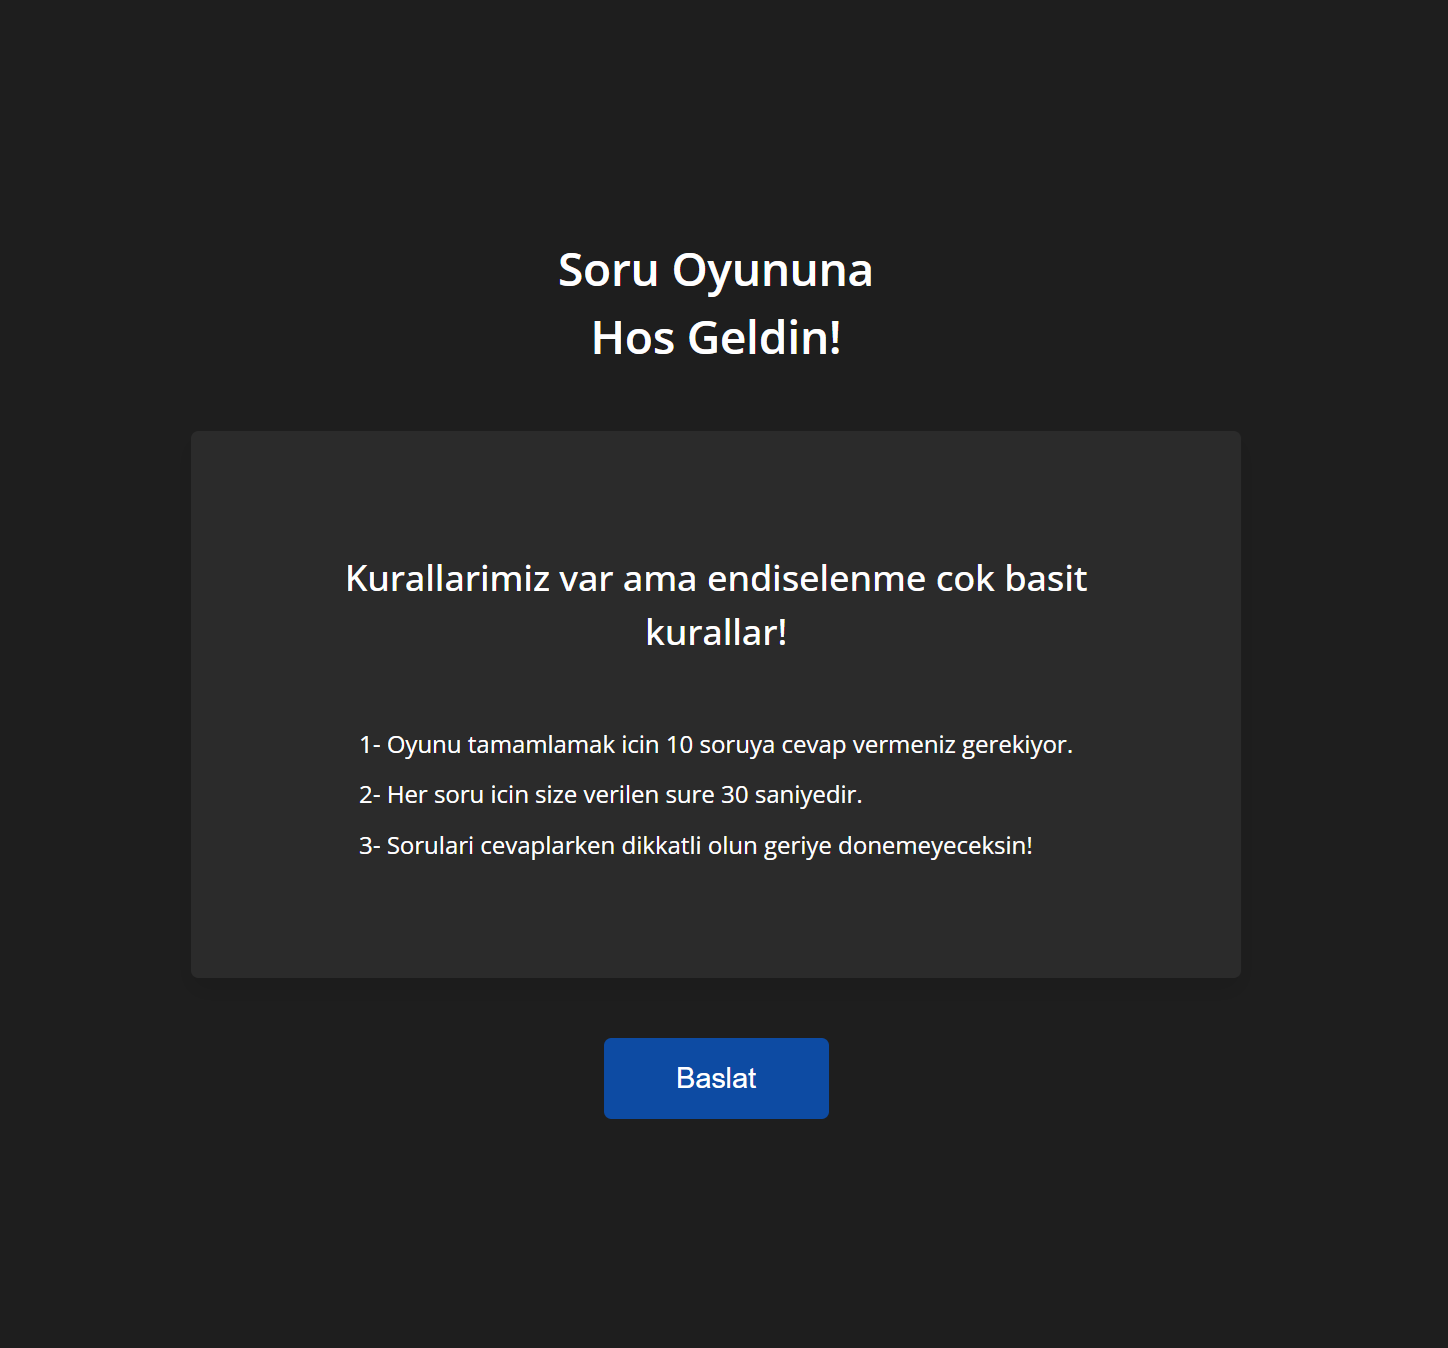 Soru Oyununa
Hos Geldin!
Kurallarimiz var ama endiselenme cok basit
kurallar!
1- Oyunu tamamlamak icin 10 soruya cevap vermeniz gerekiyor.
2- Her soru icin size verilen sure 30 saniyedir.
3- Sorulari cevaplarken dikkatli olun geriye donemeyeceksin!
Baslat